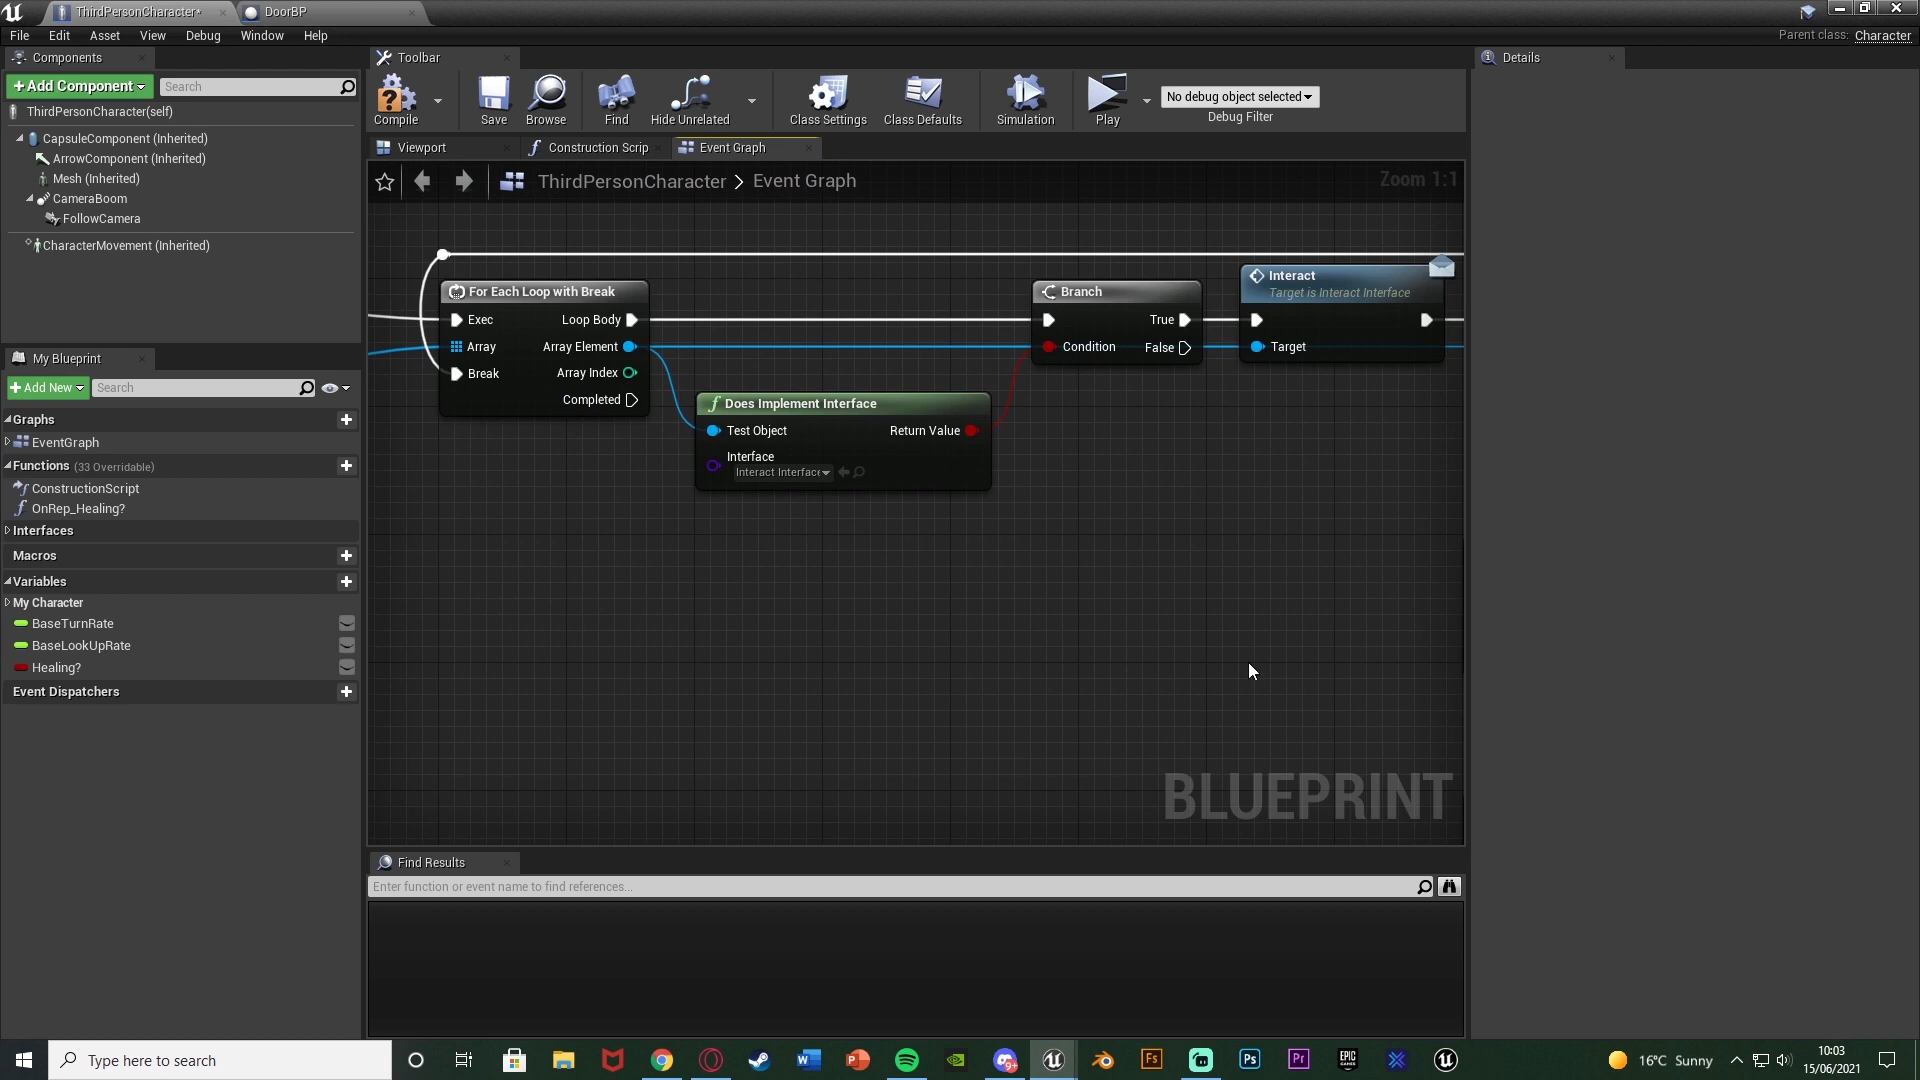 ThirdPersonCharacter*
DoorBP
File Edit Asset View Debug Window Help
Parent class: Character
Components
+Add Component
Search
ThirdPersonCharacter(self)
CapsuleComponent (Inherited)
ArrowComponent (Inherited)
Mesh (Inherited)
CameraBoom
FollowCamera
CharacterMovement (Inherited)
My Blueprint
+Add New
Search
Graphs
EventGraph
Functions (33 Overridable)
ConstructionScript
OnRep_Healing?
Interfaces
Macros
Variables
My Character
BaseTurnRate
BaseLookUpRate
Healing?
Event Dispatchers
Toolbar
Compile
Save
Browse
Find
Hide Unrelated
Class Settings
Class Defaults
Simulation
Play
No debug object selected
Debug Filter
Viewport
Construction Scrip
Event Graph
ThirdPersonCharacter > Event Graph
Zoom 1:1
For Each Loop with Break
Exec
Loop Body
Array
Array Element
Break
Array Index
Completed
Does Implement Interface
Test Object
Return Value
Interface
Interact Interface
Branch
True
Condition
False
Interact
Target is Interact Interface
Target
BLUEPRINT
Find Results
Enter function or event name to find references...
Details
Type here to search
W
P
9+
Fs
Ps
Pr
EPIC
GAMES
16°C Sunny
10:03
15/06/2021